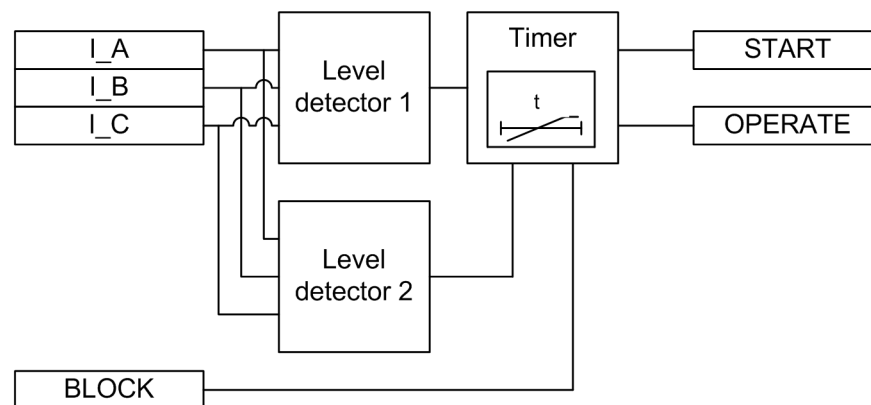 I_A
I_B
I_C
Level
detector 1
Timer
t
START
OPERATE
Level
detector 2
BLOCK